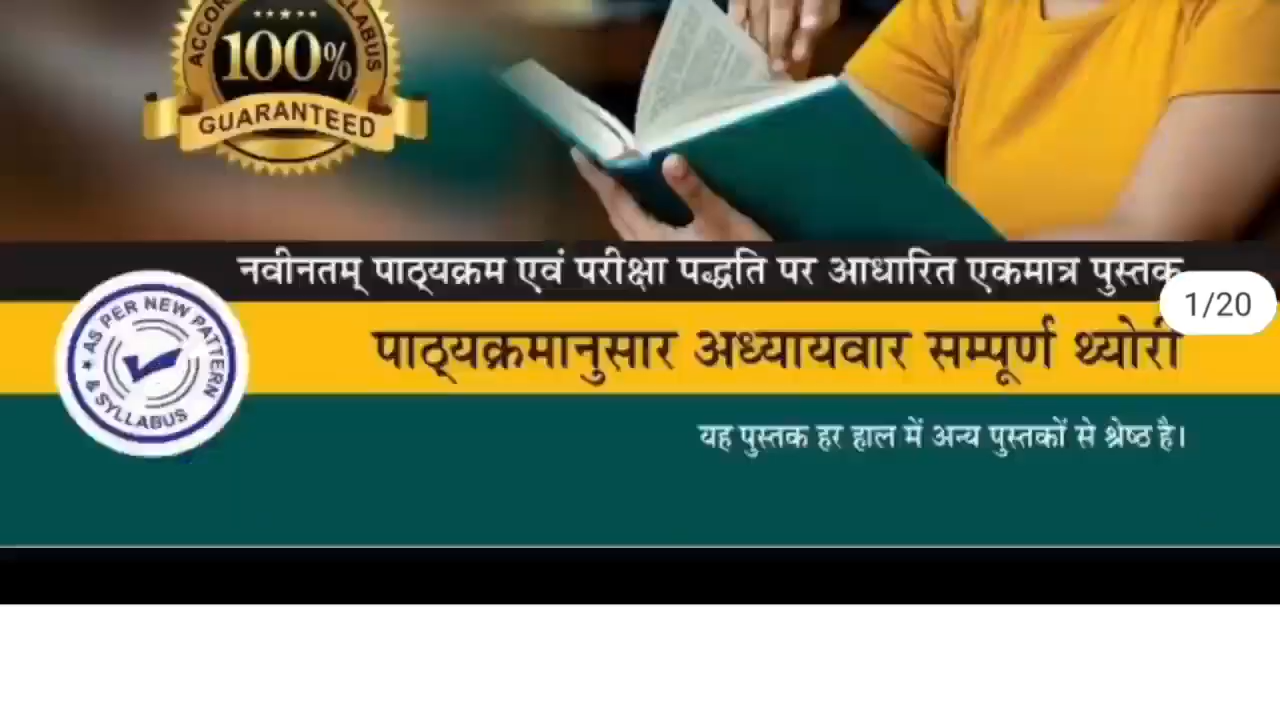 SYLLABUS
100%
GUARANTEED
नवीनतम् पाठ्यक्रम एवं परीक्षा पद्धति पर आधारित एकमात्र पुस्तक
1/20
पाठ्यक्रमानुसार अध्यायवार सम्पूर्ण थ्योरी
AS PER NEW PATTERN
& SYLLABUS
यह पुस्तक हर हाल में अन्य पुस्तकों से श्रेष्ठ है।